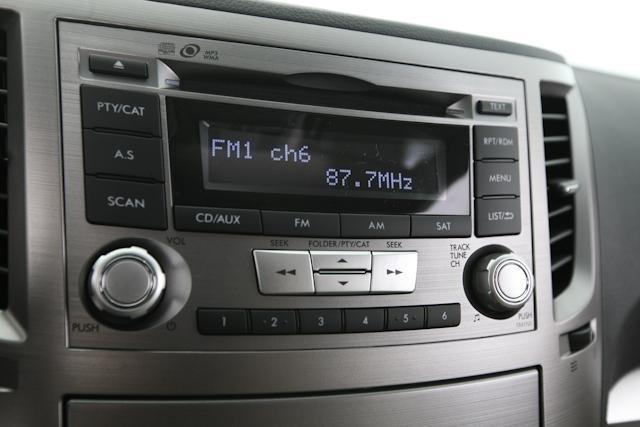 MP3
WMA
TEXT
PTY/CAT
A.S
SCAN
FM1 ch6
87.7MHz
RPT/RDM
MENU
LIST/
CD/AUX FM AM SAT
VOL
SEEK FOLDER/PTY/CAT SEEK
TRACK
TUNE
CH
PUSH
1 2 3 4 5 6
PUSH